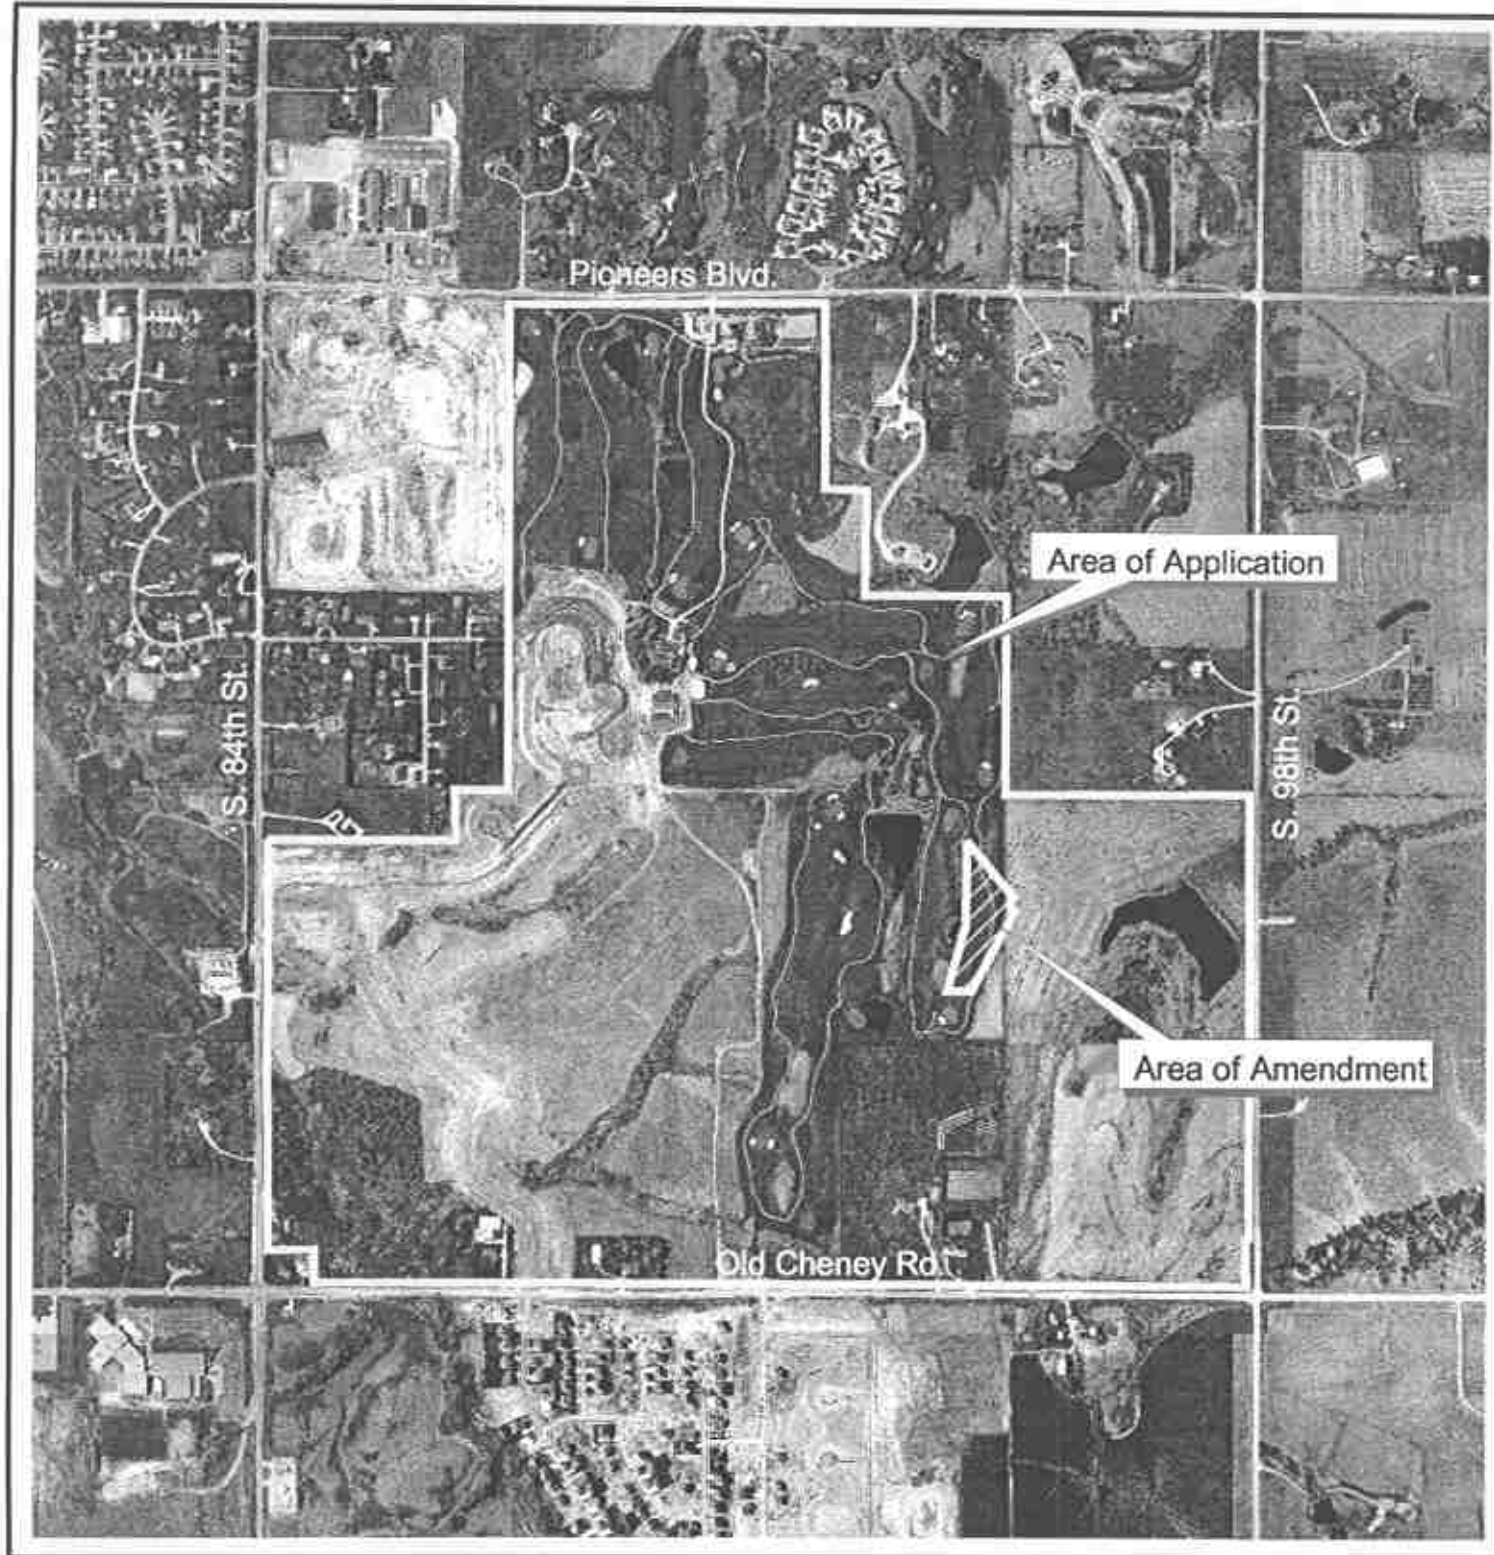 Pioneers Blvd.
Area of Application
S. 84th St.
S. 98th St.
Area of Amendment
Old Cheney Rd.